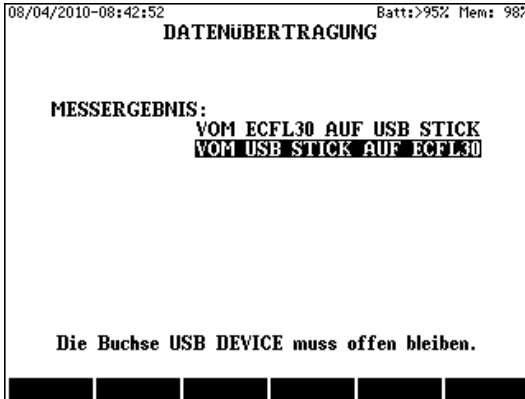 08/04/2010-08:42:52 Batt:>95% Mem: 98%
DATENüBERTRAGUNG
MESSERGEBNIS:
VOM ECFL30 AUF USB STICK
VOM USB STICK AUF ECFL30
Die Buchse USB DEVICE muss offen bleiben.